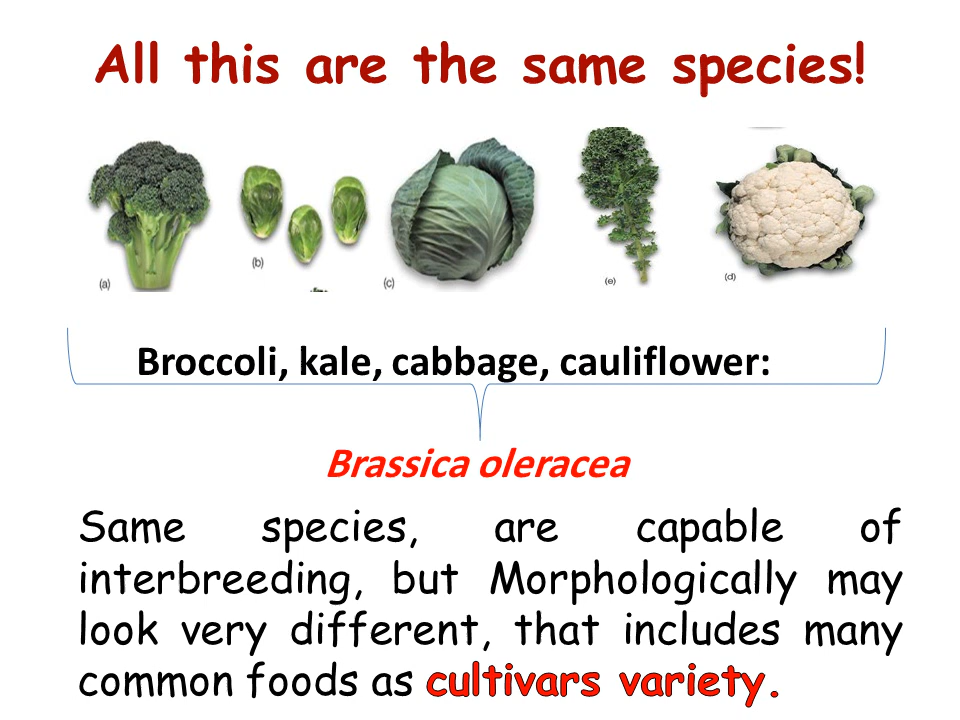 All this are the same species!
(a)
(b)
(c)
(e)
(d)
Broccoli, kale, cabbage, cauliflower:
Brassica oleracea
Same species, are capable of
interbreeding, but Morphologically may
look very different, that includes many
common foods as cultivars variety.